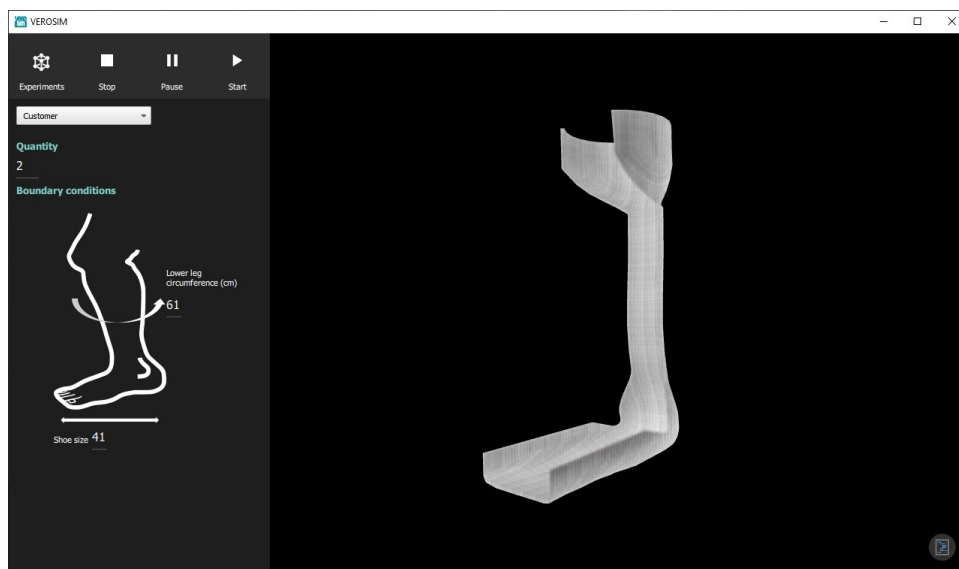 VEROSIM
Experiments Stop Pause Start
Customer
Quantity
2
Boundary conditions
Lower leg
circumference (cm)
61
Shoe size 41